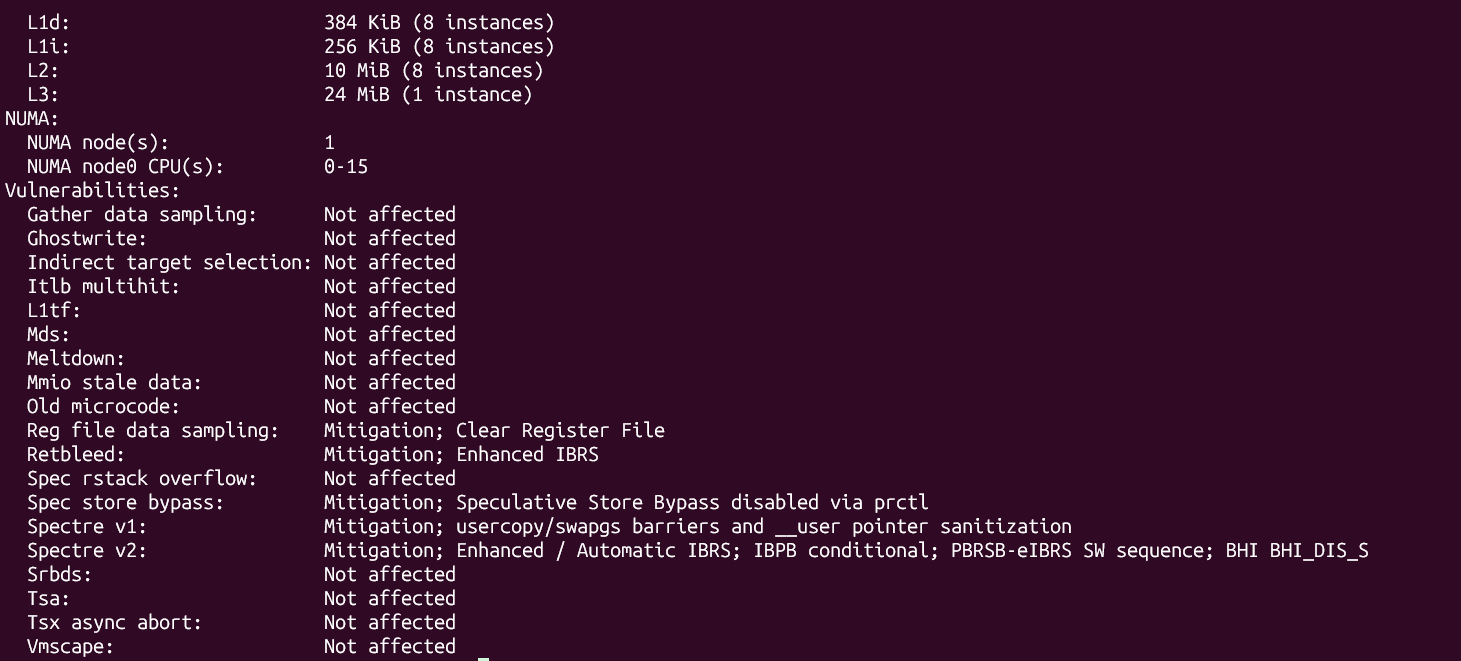 L1d: 384 KiB (8 instances)
L1i: 256 KiB (8 instances)
L2: 10 MiB (8 instances)
L3: 24 MiB (1 instance)
NUMA:
NUMA node(s): 1
NUMA node0 CPU(s): 0-15
Vulnerabilities:
Gather data sampling: Not affected
Ghostwrite: Not affected
Indirect target selection: Not affected
Itlb multihit: Not affected
L1tf: Not affected
Mds: Not affected
Meltdown: Not affected
Mmio stale data: Not affected
Old microcode: Not affected
Reg file data sampling: Mitigation; Clear Register File
Retbleed: Mitigation; Enhanced IBRS
Spec rstack overflow: Not affected
Spec store bypass: Mitigation; Speculative Store Bypass disabled via prctl
Spectre v1: Mitigation; usercopy/swapgs barriers and __user pointer sanitization
Spectre v2: Mitigation; Enhanced / Automatic IBRS; IBPB conditional; PBRSB-eIBRS SW sequence; BHI BHI_DIS_S
Srbds: Not affected
Tsa: Not affected
Tsx async abort: Not affected
Vmscape: Not affected